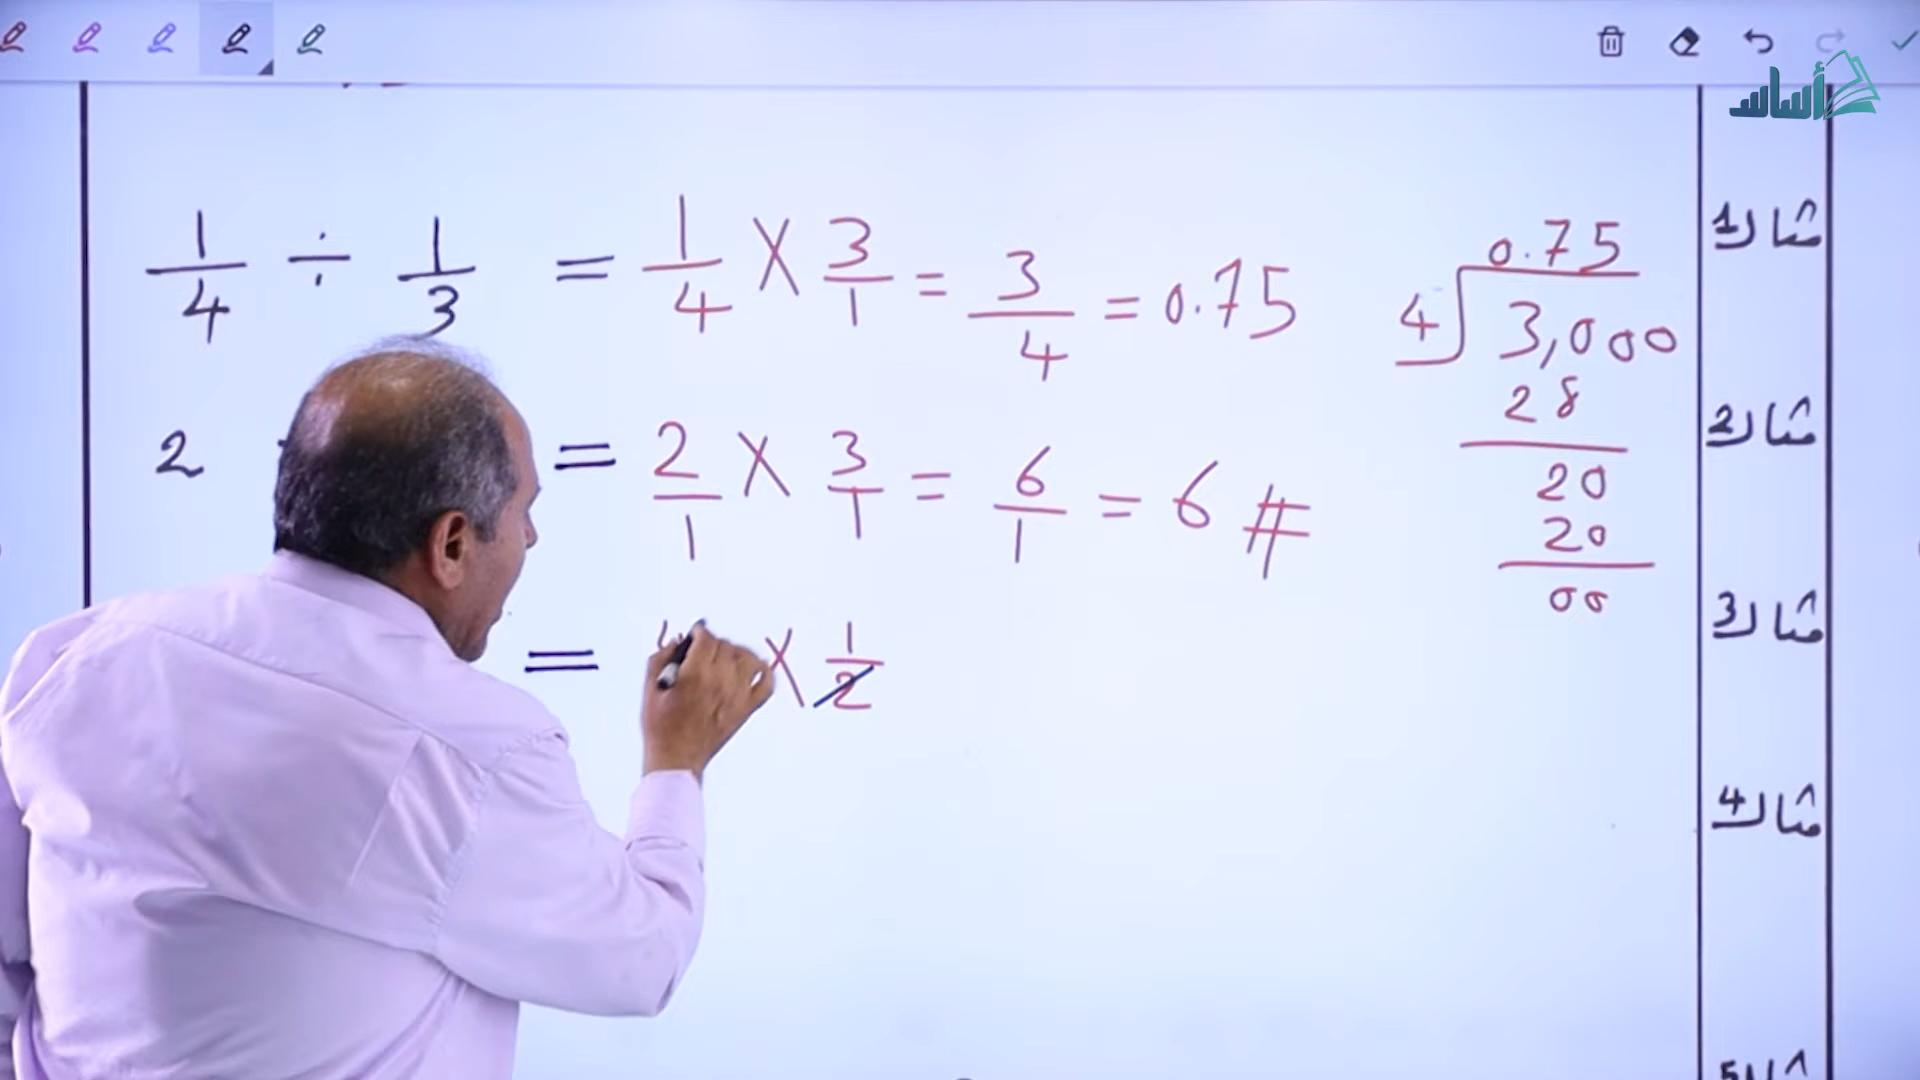 أساس
1/4 ÷ 1/3 = 1/4 × 3/1 = 3/4 = 0.75
مثال 1
0.75
4 3,000
28
20
20
00
2 = 2/1 × 3/1 = 6/1 = 6 #
مثال 2
= × 1/2
مثال 3
مثال 4